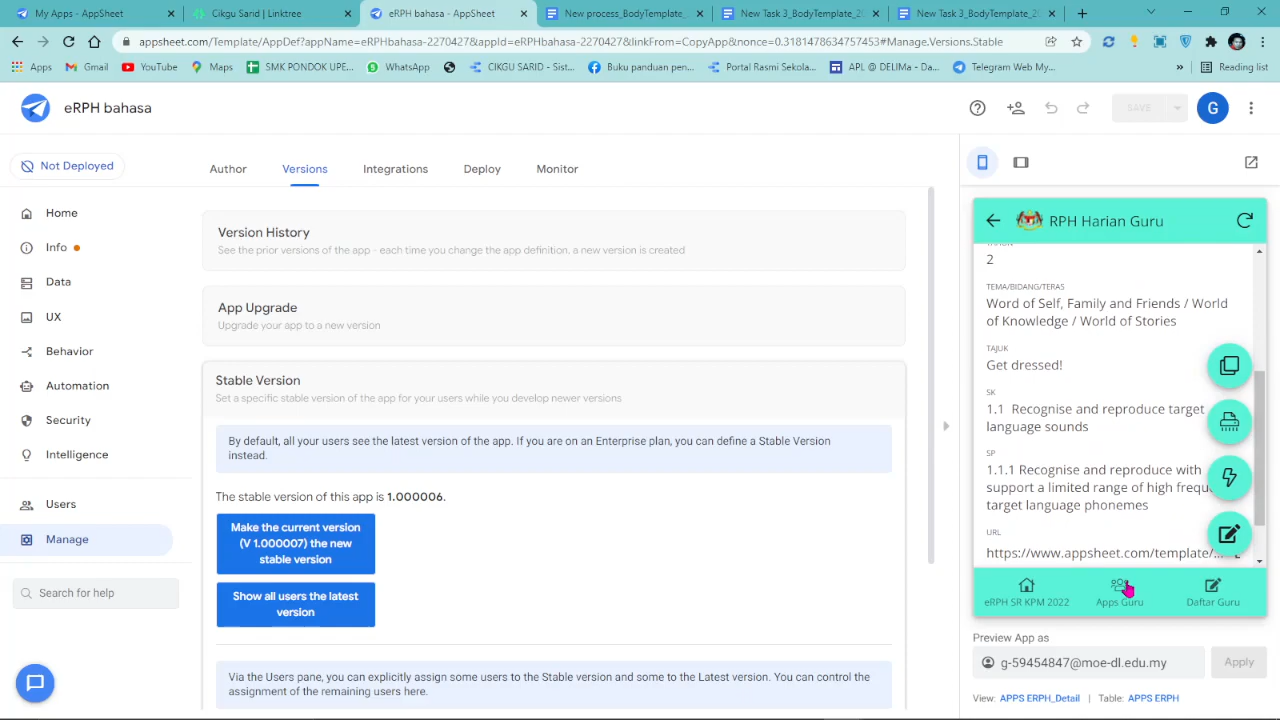 My Apps - AppSheet
Cikgu Sand | Linktree
eRPH bahasa - AppSheet
New process_BodyTemplate_
New Task 3_BodyTemplate_20
New Task 2_BodyTemplate_20
appsheet.com/Template/AppDef?appName=eRPHbahasa-2270427&appId=eRPHbahasa-2270427&linkFrom=CopyApp&nonce=0.3181478634757453#Manage.Versions.Stable
Apps
Gmail
YouTube
Maps
SMK PONDOK UPE...
WhatsApp
CIKGU SARID - Sist...
Buku panduan pen...
Portal Rasmi Sekola...
APL @ DELIMa - Da...
Telegram Web My...
»
Reading list
eRPH bahasa
SAVE
G
Not Deployed
Author
Versions
Integrations
Deploy
Monitor
Home
Info
Data
UX
Behavior
Automation
Security
Intelligence
Users
Manage
Search for help
Version History
See the prior versions of the app - each time you change the app definition, a new version is created
App Upgrade
Upgrade your app to a new version
Stable Version
Set a specific stable version of the app for your users while you develop newer versions
By default, all your users see the latest version of the app. If you are on an Enterprise plan, you can define a Stable Version
instead.
The stable version of this app is 1.000006.
Make the current version
(V 1.000007) the new
stable version
Show all users the latest
version
Via the Users pane, you can explicitly assign some users to the Stable version and some to the Latest version. You can control the
assignment of the remaining users here.
RPH Harian Guru
2
TEMA/BIDANG/TERAS
Word of Self, Family and Friends / World
of Knowledge / World of Stories
TAJUK
Get dressed!
SK
1.1 Recognise and reproduce target
language sounds
SP
1.1.1 Recognise and reproduce with
support a limited range of high frequ
target language phonemes
URL
https://www.appsheet.com/template/...
eRPH SR KPM 2022
Apps Guru
Daftar Guru
Preview App as
g-59454847@moe-dl.edu.my
Apply
View: APPS ERPH_Detail | Table: APPS ERPH